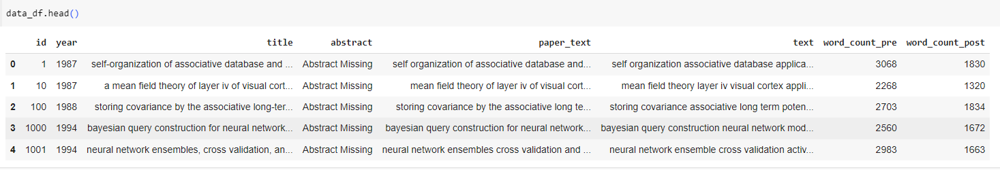 data_df.head()
id year title abstract paper_text text word_count_pre word_count_post
0 1 1987 self-organization of associative database and ... Abstract Missing self organization of associative database and... self organization associative database applica... 3068 1830
1 10 1987 a mean field theory of layer iv of visual cort... Abstract Missing mean field theory of layer iv of visual cort... mean field theory layer iv visual cortex appli... 2268 1320
2 100 1988 storing covariance by the associative long-ter... Abstract Missing storing covariance by the associative long te... storing covariance associative long term poten... 2703 1834
3 1000 1994 bayesian query construction for neural network... Abstract Missing bayesian query construction for neural network... bayesian query construction neural network mod... 2560 1672
4 1001 1994 neural network ensembles, cross validation, an... Abstract Missing neural network ensembles cross validation and ... neural network ensemble cross validation activ... 2983 1663